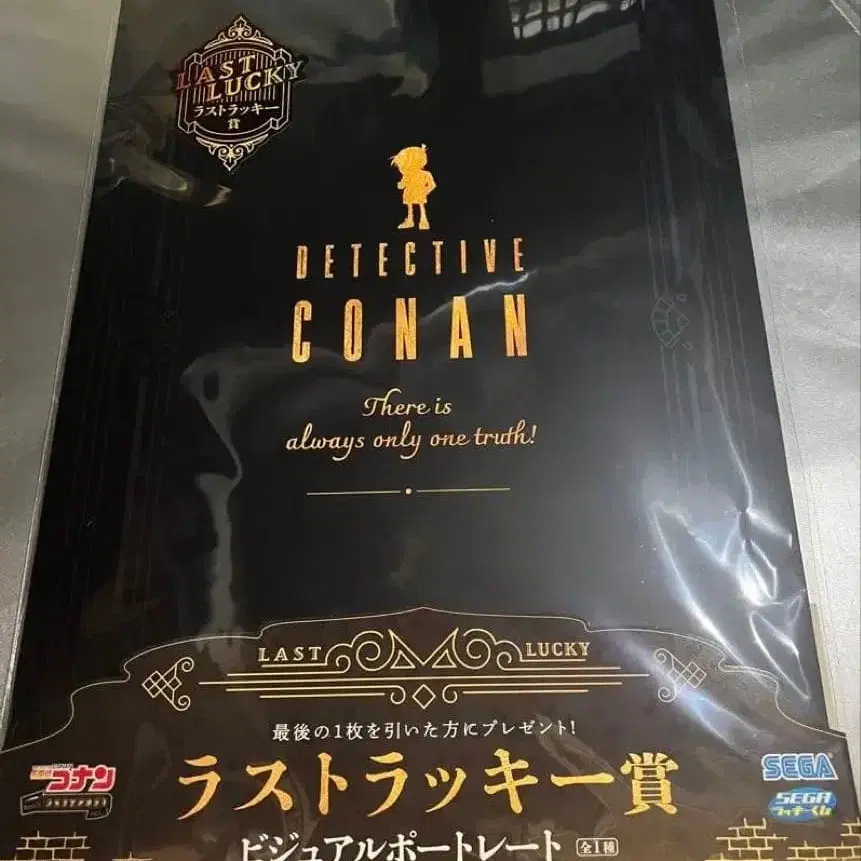 LAST
LUCKY
ラストラッキー
賞
DETECTIVE
CONAN
There is
always only one truth!
LAST LUCKY
最後の1枚を引いた方にプレゼント!
コナン
ラストラッキー賞
SEGA
SEGA
ラッキーくじ
ビジュアルポートレート 全1種